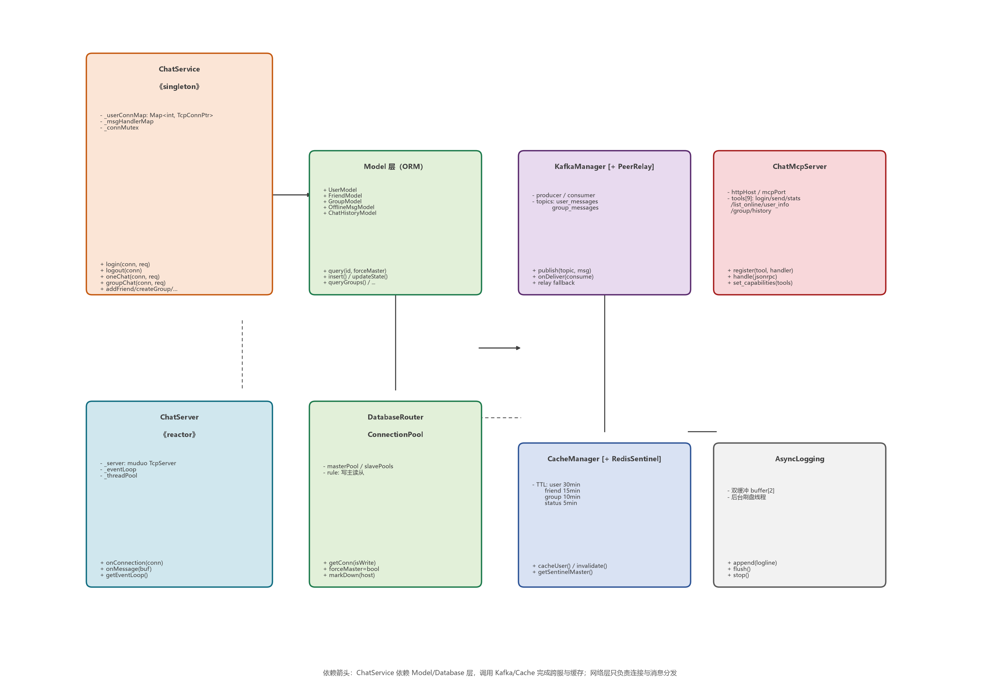 ChatService
《singleton》
- _userConnMap: Map<int, TcpConnPtr>
- _msgHandlerMap
- _connMutex
+ login(conn, req)
+ logout(conn)
+ oneChat(conn, req)
+ groupChat(conn, req)
+ addFriend/createGroup/...
Model 层（ORM）
+ UserModel
+ FriendModel
+ GroupModel
+ OfflineMsgModel
+ ChatHistoryModel
+ query(id, forceMaster)
+ insert() / updateState()
+ queryGroups() / ...
KafkaManager [+ PeerRelay]
- producer / consumer
- topics: user_messages
group_messages
+ publish(topic, msg)
+ onDeliver(consume)
+ relay fallback
ChatMcpServer
- httpHost / mcpPort
- tools[9]: login/send/stats
/list_online/user_info
/group/history
+ register(tool, handler)
+ handle(jsonrpc)
+ set_capabilities(tools)
ChatServer
《reactor》
- _server: muduo TcpServer
- _eventLoop
- _threadPool
+ onConnection(conn)
+ onMessage(buf)
+ getEventLoop()
DatabaseRouter
ConnectionPool
- masterPool / slavePools
- rule: 写主读从
+ getConn(isWrite)
+ forceMaster=bool
+ markDown(host)
CacheManager [+ RedisSentinel]
- TTL: user 30min
friend 15min
group 10min
status 5min
+ cacheUser() / invalidate()
+ getSentinelMaster()
AsyncLogging
- 双缓冲 buffer[2]
- 后台刷盘线程
+ append(logline)
+ flush()
+ stop()
依赖箭头：ChatService 依赖 Model/Database 层，调用 Kafka/Cache 完成跨服与缓存；网络层只负责连接与消息分发